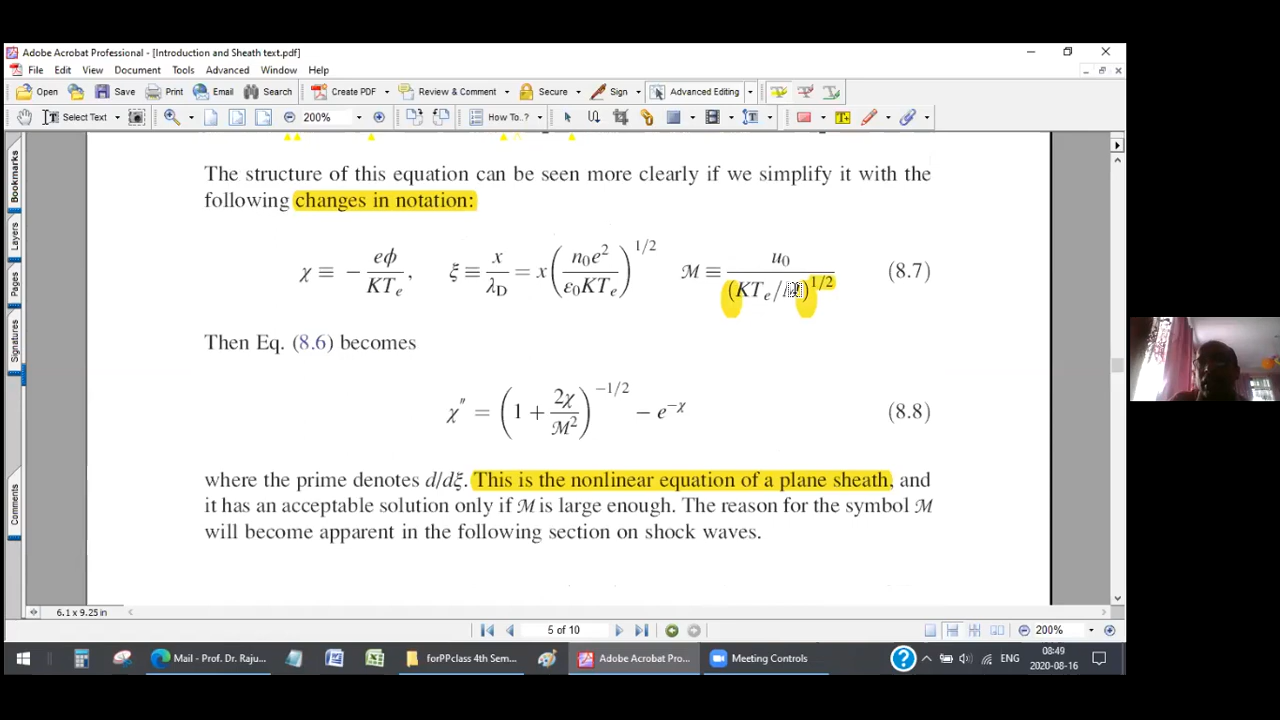 Adobe Acrobat Professional - [Introduction and Sheath text.pdf]
File Edit View Document Tools Advanced Window Help
Open Save Print Email Search Create PDF Review & Comment Secure Sign Advanced Editing
Select Text 200% How To..?
Bookmarks
Layers
Pages
Signatures
Comments
The structure of this equation can be seen more clearly if we simplify it with the
following changes in notation:
χ ≡ − eϕ/KTₑ, ξ ≡ x/λ_D = x(n₀e²/ε₀KTₑ)^1/2 ℳ ≡ u₀/(KTₑ/M)^1/2 (8.7)
Then Eq. (8.6) becomes
χ″ = (1 + 2χ/ℳ²)^−1/2 − e^−χ (8.8)
where the prime denotes d/dξ. This is the nonlinear equation of a plane sheath, and
it has an acceptable solution only if ℳ is large enough. The reason for the symbol ℳ
will become apparent in the following section on shock waves.
6.1 x 9.25 in
5 of 10 200%
Mail - Prof. Dr. Raju... forPPclass 4th Sem... Adobe Acrobat Pro... Meeting Controls ENG 08:49
2020-08-16